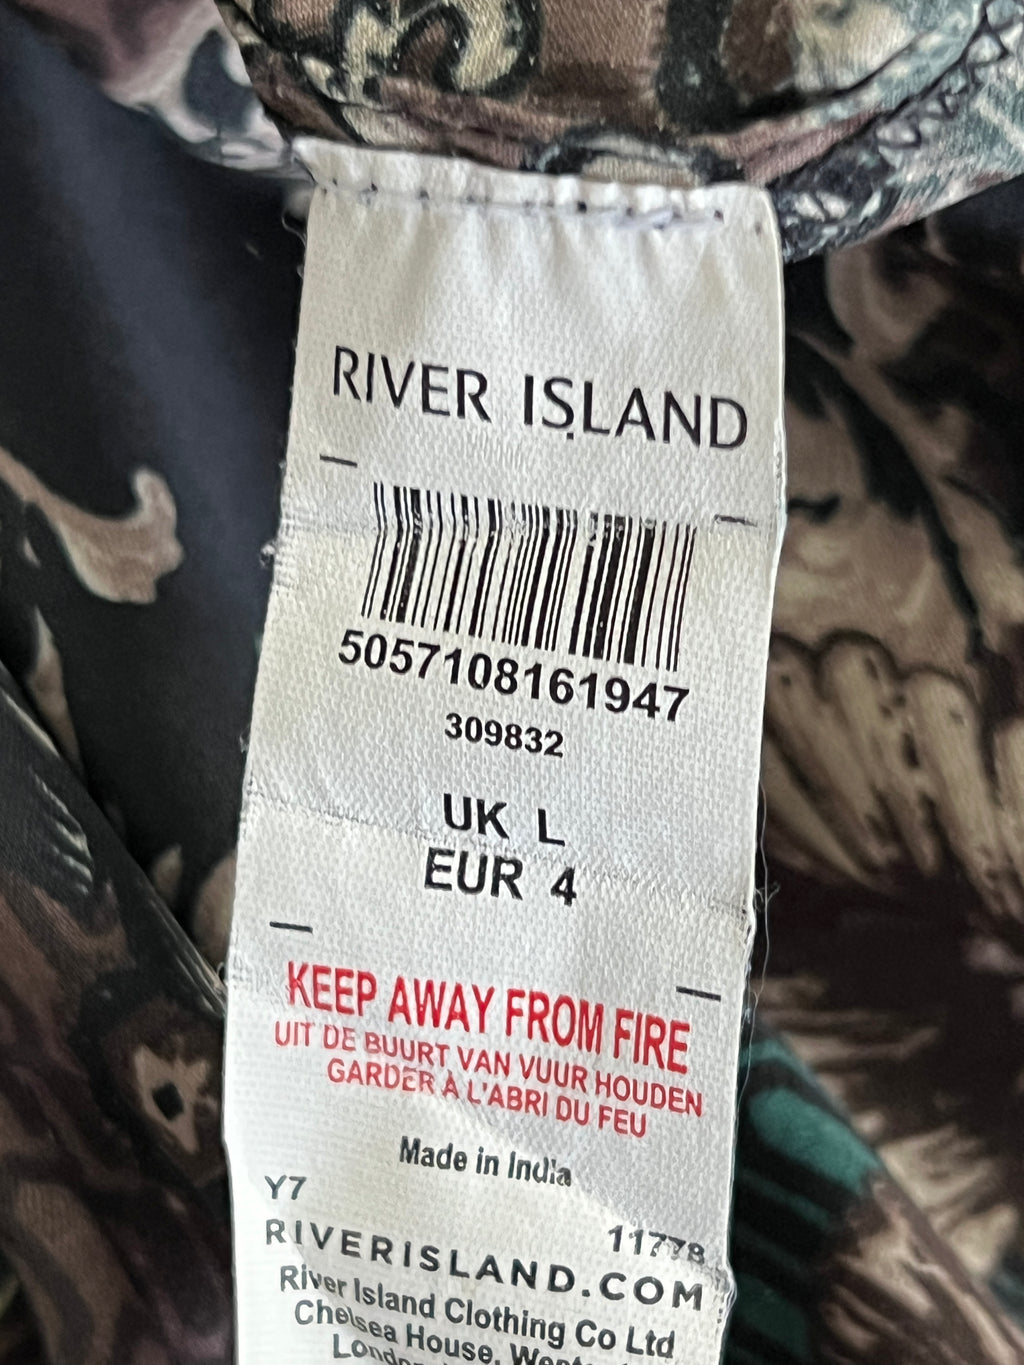 RIVER ISLAND
5057108161947
309832
UK L
EUR 4
KEEP AWAY FROM FIRE
UIT DE BUURT VAN VUUR HOUDEN
GARDER À L'ABRI DU FEU
Made in India
Y7
11778
RIVERISLAND.COM
River Island Clothing Co Ltd
Chelsea House,